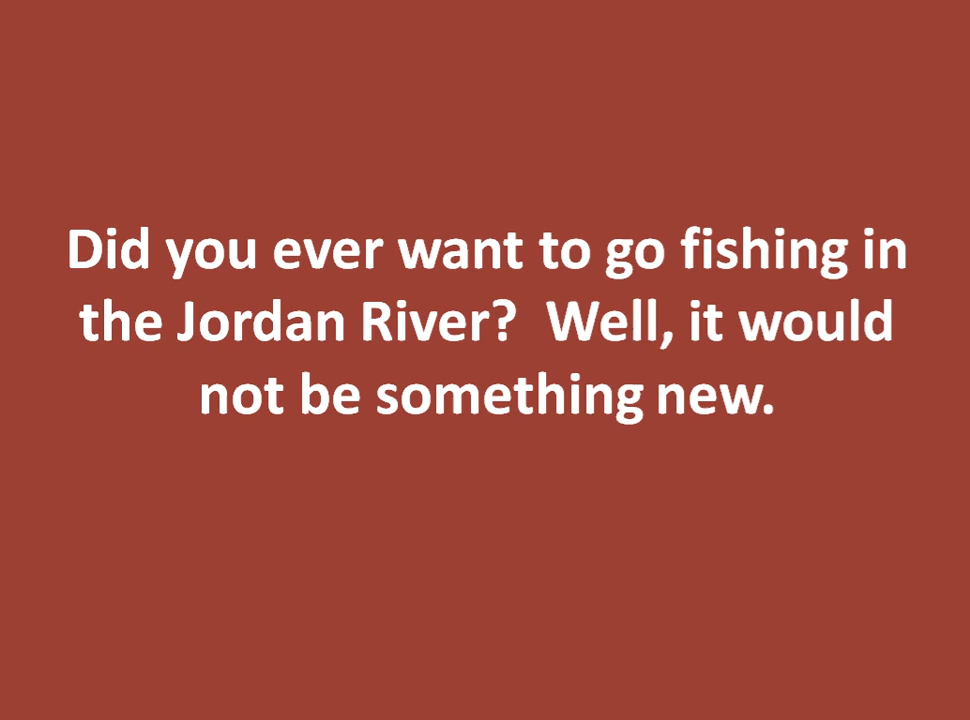 Did you ever want to go fishing in
the Jordan River?  Well, it would
not be something new.